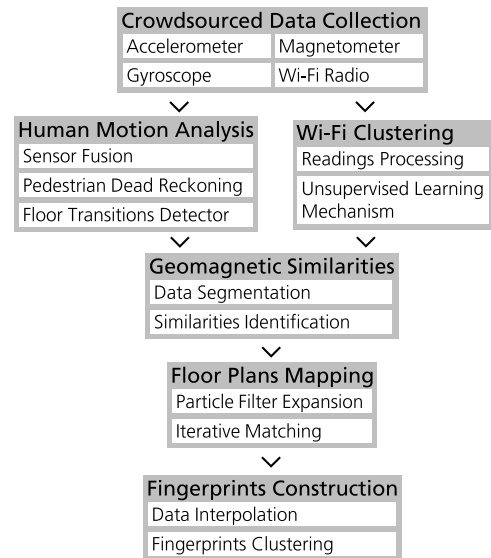 Crowdsourced Data Collection
Accelerometer
Magnetometer
Gyroscope
Wi-Fi Radio
Human Motion Analysis
Sensor Fusion
Pedestrian Dead Reckoning
Floor Transitions Detector
Wi-Fi Clustering
Readings Processing
Unsupervised Learning
Mechanism
Geomagnetic Similarities
Data Segmentation
Similarities Identification
Floor Plans Mapping
Particle Filter Expansion
Iterative Matching
Fingerprints Construction
Data Interpolation
Fingerprints Clustering